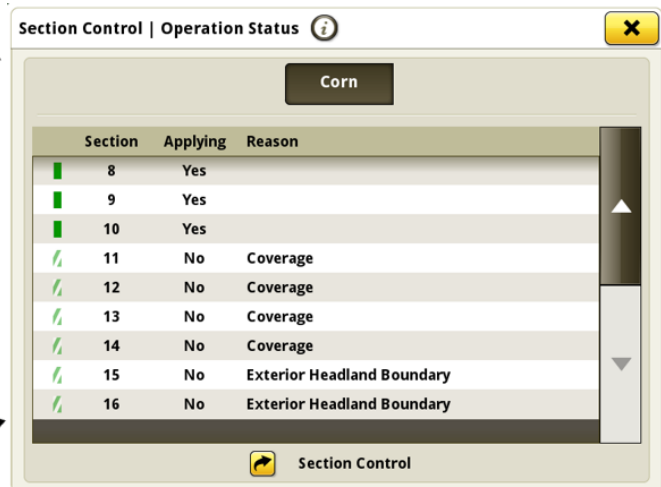 Section Control | Operation Status
Corn
Section Applying Reason
8 Yes
9 Yes
10 Yes
11 No Coverage
12 No Coverage
13 No Coverage
14 No Coverage
15 No Exterior Headland Boundary
16 No Exterior Headland Boundary
Section Control